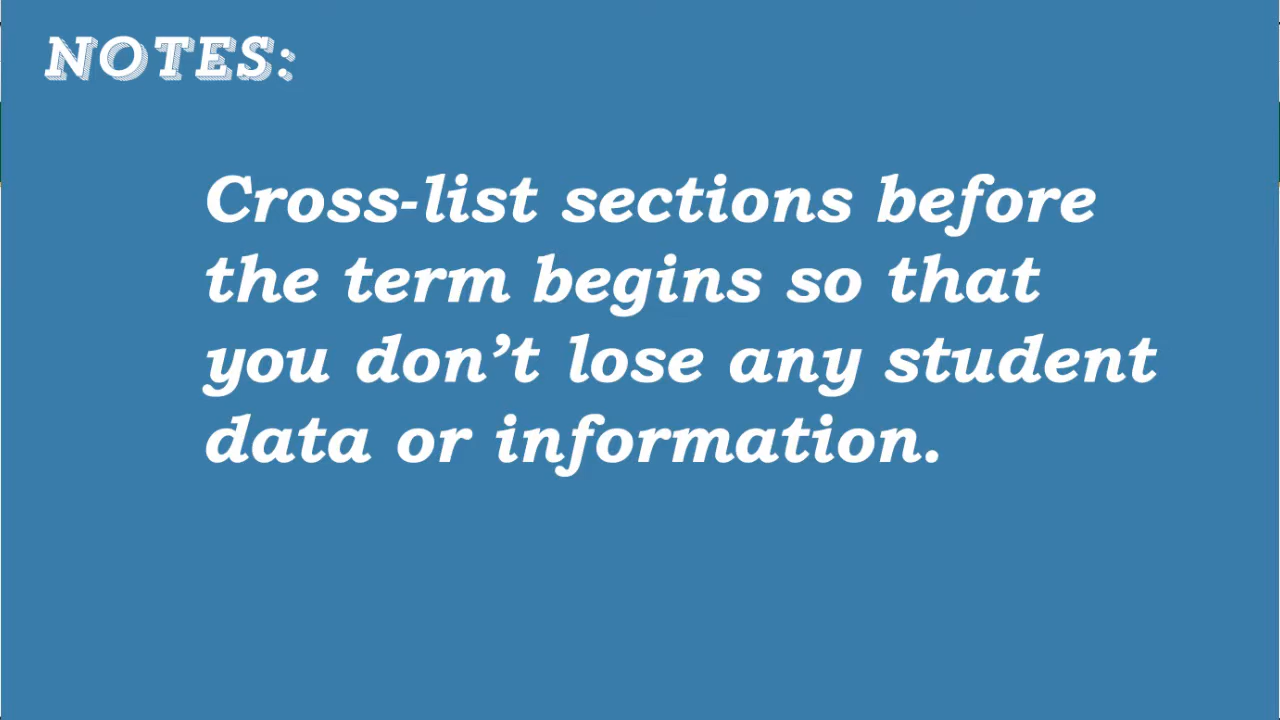 NOTES:
Cross-list sections before
the term begins so that
you don’t lose any student
data or information.